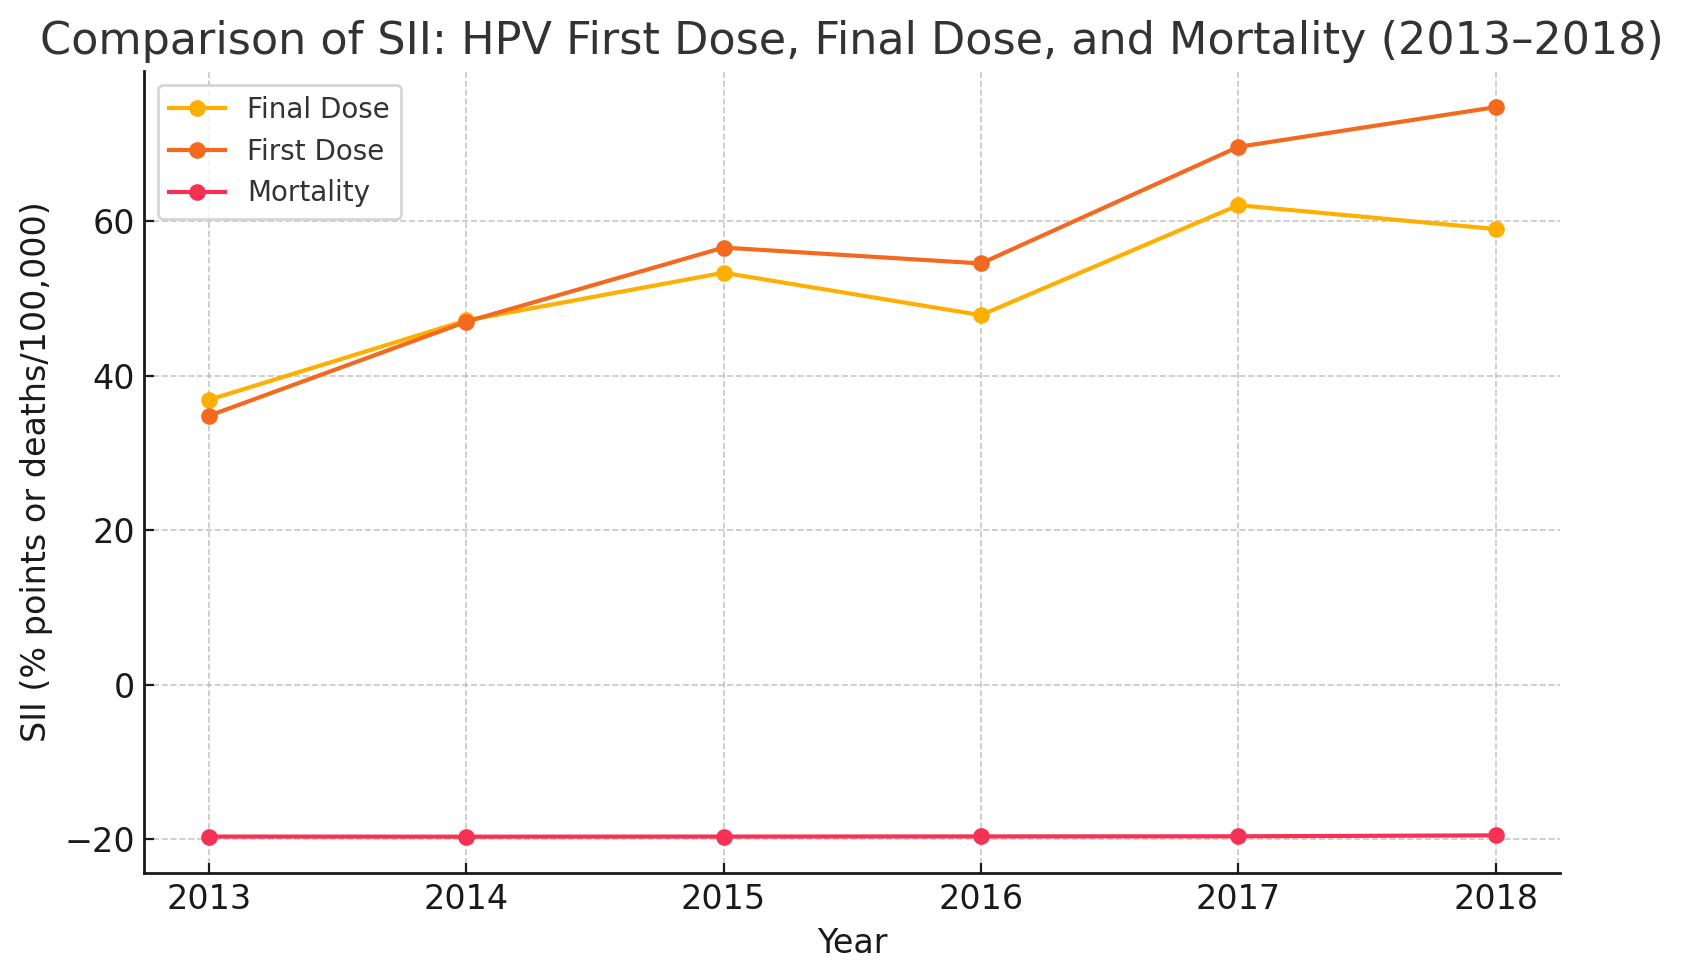 Comparison of SII: HPV First Dose, Final Dose, and Mortality (2013–2018)
Final Dose
First Dose
Mortality
SII (% points or deaths/100,000)
60
40
20
0
−20
2013
2014
2015
2016
2017
2018
Year